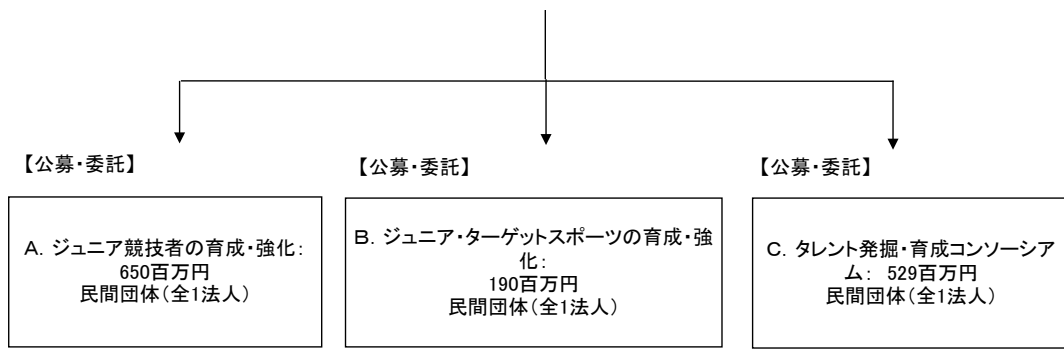 【公募・委託】
【公募・委託】
【公募・委託】
A．ジュニア競技者の育成・強化：
650百万円
民間団体（全1法人）
B．ジュニア・ターゲットスポーツの育成・強
化：
190百万円
民間団体（全1法人）
C．タレント発掘・育成コンソーシア
ム： 529百万円
民間団体（全1法人）